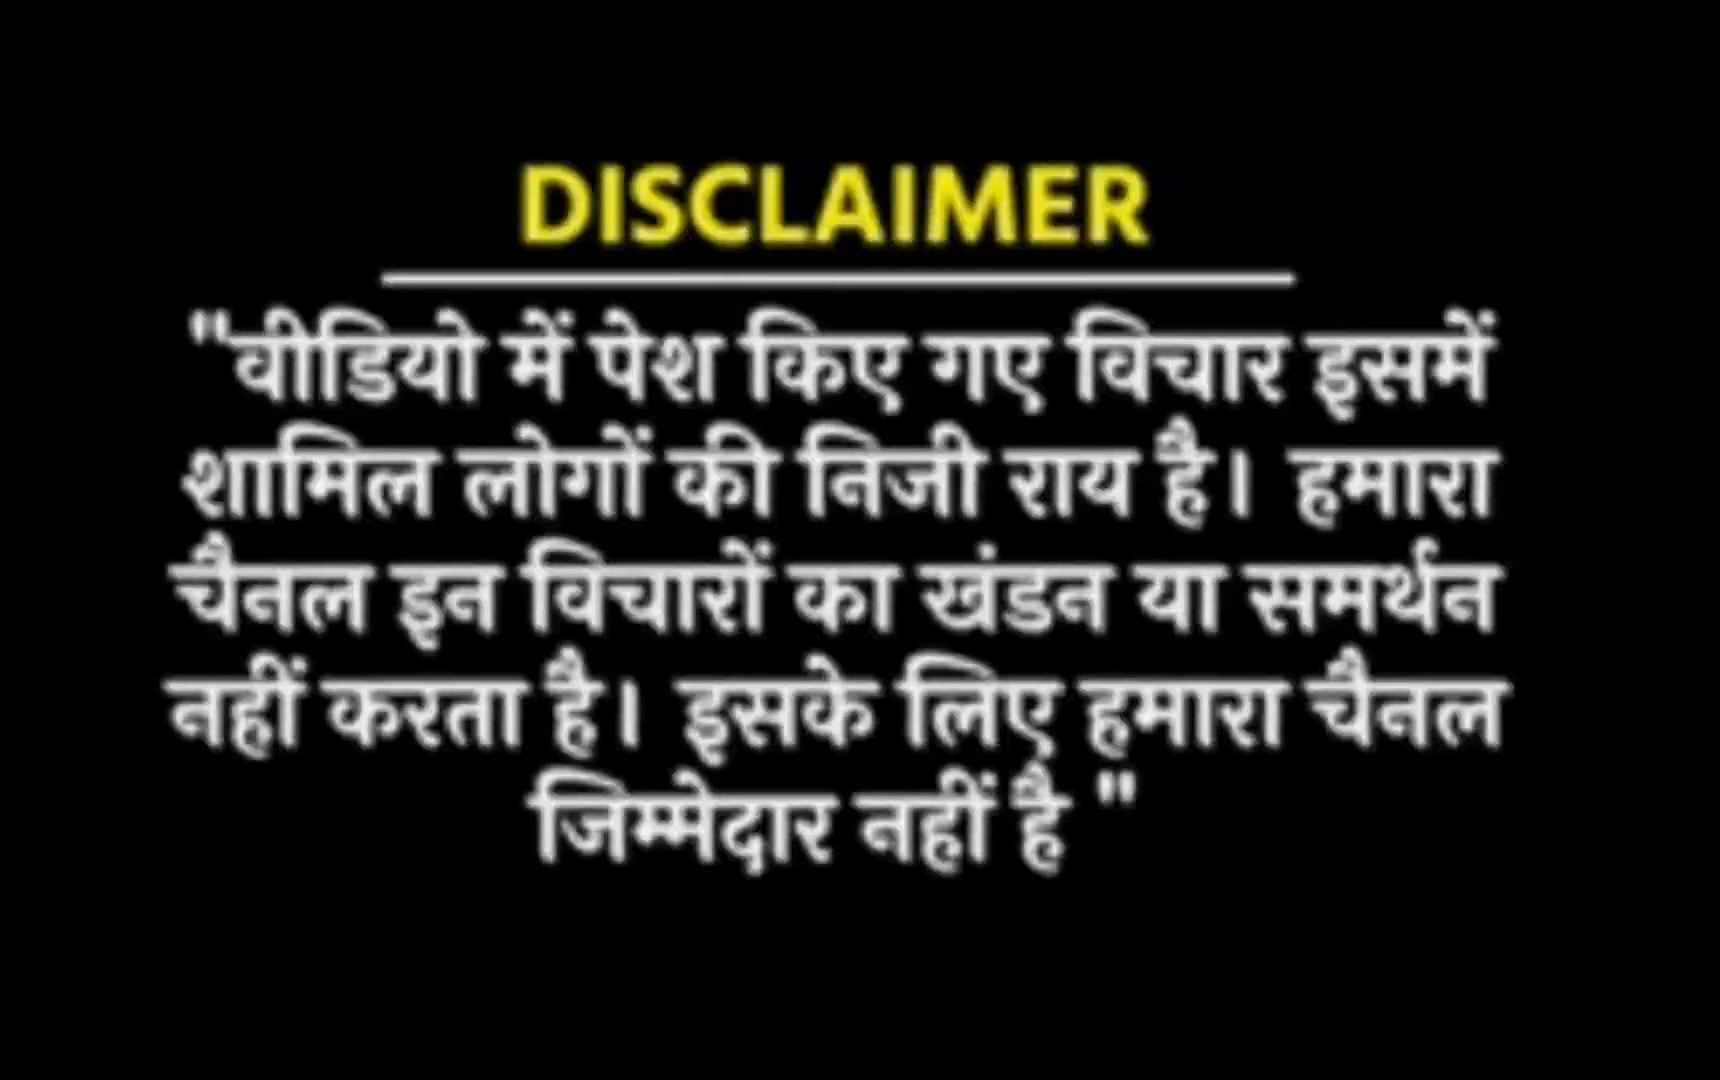 DISCLAIMER
"वीडियो में पेश किए गए विचार इसमें
शामिल लोगों की निजी राय है। हमारा
चैनल इन विचारों का खंडन या समर्थन
नहीं करता है। इसके लिए हमारा चैनल
जिम्मेदार नहीं है "